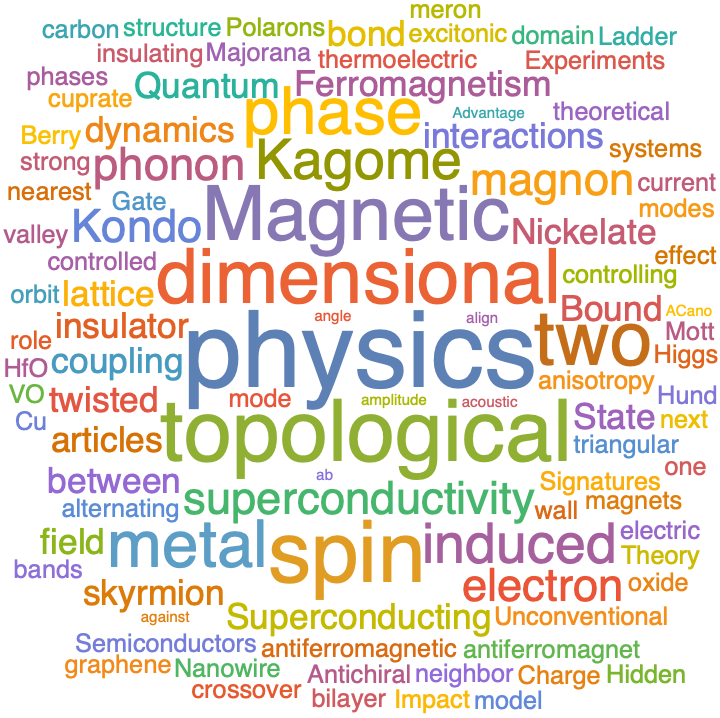 meron
carbon structure Polarons bond excitonic domain Ladder
insulating Majorana thermoelectric Experiments
phases Quantum Ferromagnetism
cuprate phase Advantage theoretical
Berry dynamics interactions systems
strong phonon Kagome magnon current
nearest Gate Magnetic modes
valley Kondo Nickelate
controlled dimensional controlling effect
orbit lattice Bound ACano
insulator angle physics align two Mott
role coupling Higgs
HfO anisotropy
VO twisted mode amplitude acoustic State Hund
Cu topological next
articles triangular
between ab Signatures one
alternating superconductivity wall magnets
field metal spin induced electric
bands Theory
skyrmion electron oxide
against Superconducting Unconventional
Semiconductors antiferromagnetic antiferromagnet
graphene Nanowire Antichiral neighbor Charge Hidden
crossover bilayer Impact model